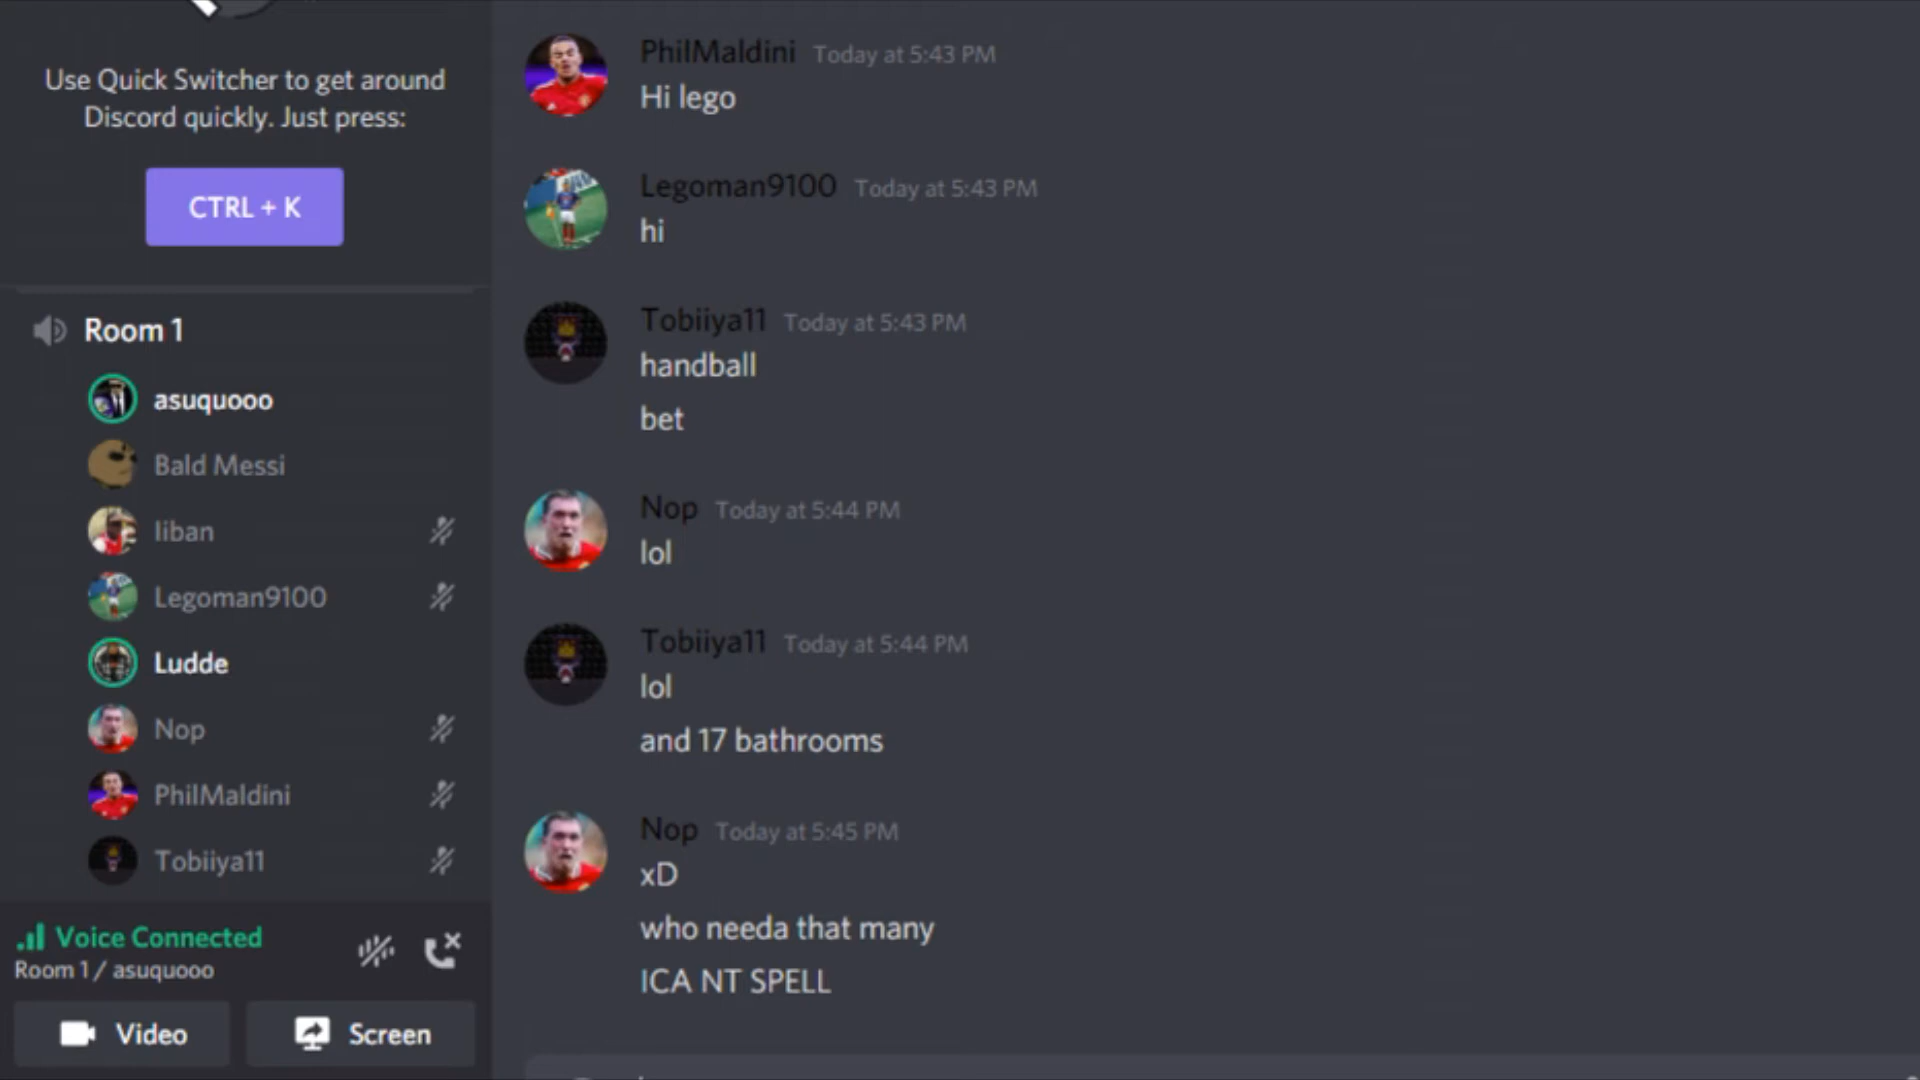 Use Quick Switcher to get around
Discord quickly. Just press:
CTRL + K
Room 1
asuquooo
Bald Messi
liban
Legoman9100
Ludde
Nop
PhilMaldini
Tobiiya11
Voice Connected
Room 1 / asuquooo
Video
Screen
PhilMaldini Today at 5:43 PM
Hi lego
Legoman9100 Today at 5:43 PM
hi
Tobiiya11 Today at 5:43 PM
handball
bet
Nop Today at 5:44 PM
lol
Tobiiya11 Today at 5:44 PM
lol
and 17 bathrooms
Nop Today at 5:45 PM
xD
who needa that many
ICA NT SPELL